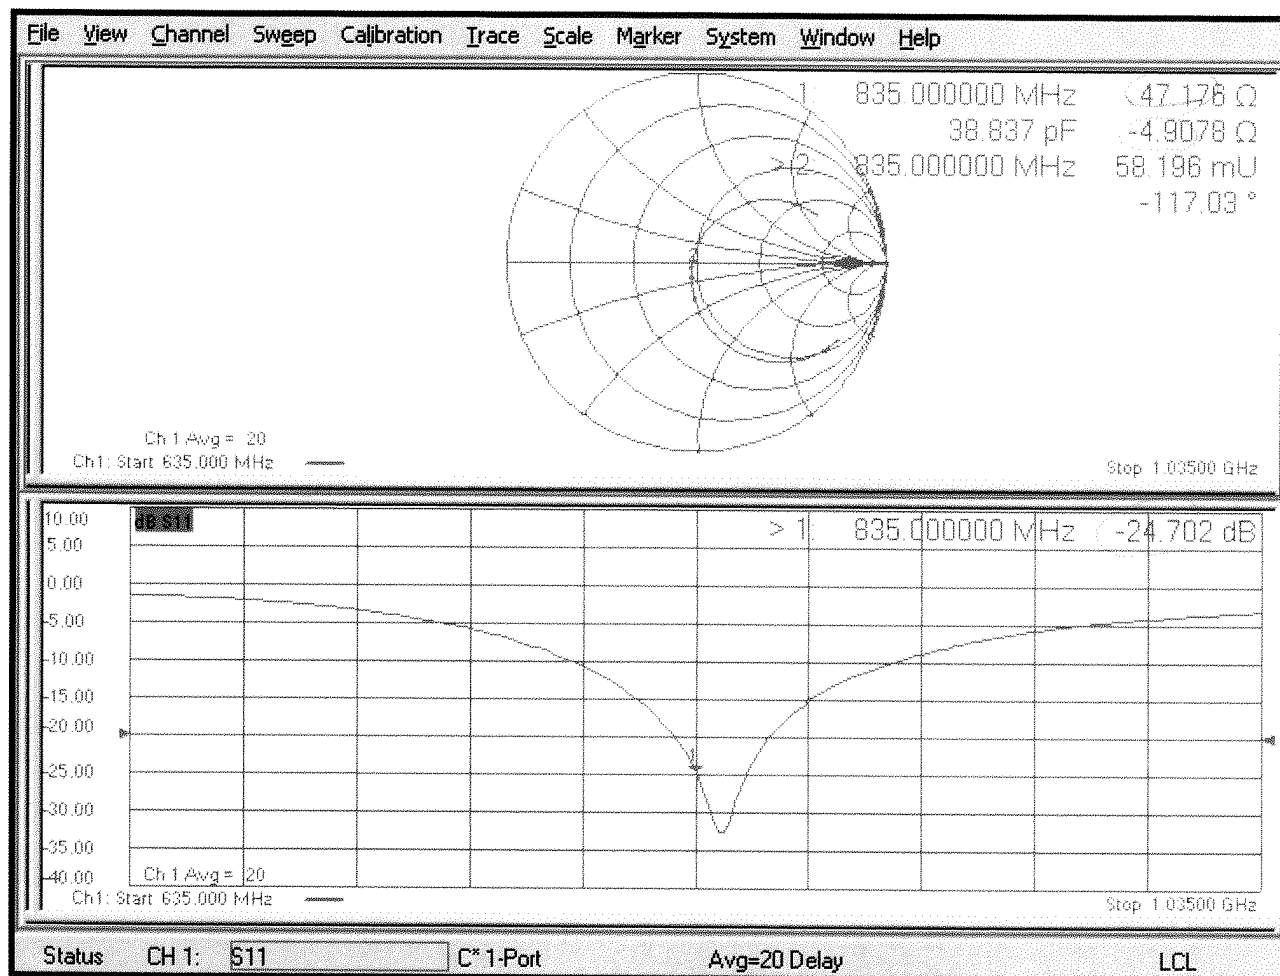 File View Channel Sweep Calibration Trace Scale Marker System Window Help
1: 835.000000 MHz 47.176 Ω
38.837 pF -4.9078 Ω
> 2: 835.000000 MHz 58.196 mU
-117.03 °
Ch 1 Avg = 20
Ch1: Start 635.000 MHz
Stop 1.03500 GHz
10.00
dB S11
> 1: 835.000000 MHz -24.702 dB
5.00
0.00
-5.00
-10.00
-15.00
-20.00
1
-25.00
-30.00
-35.00
-40.00
Ch 1 Avg = 20
Ch1: Start 635.000 MHz
Stop 1.03500 GHz
Status CH 1: S11 C* 1-Port Avg=20 Delay LCL